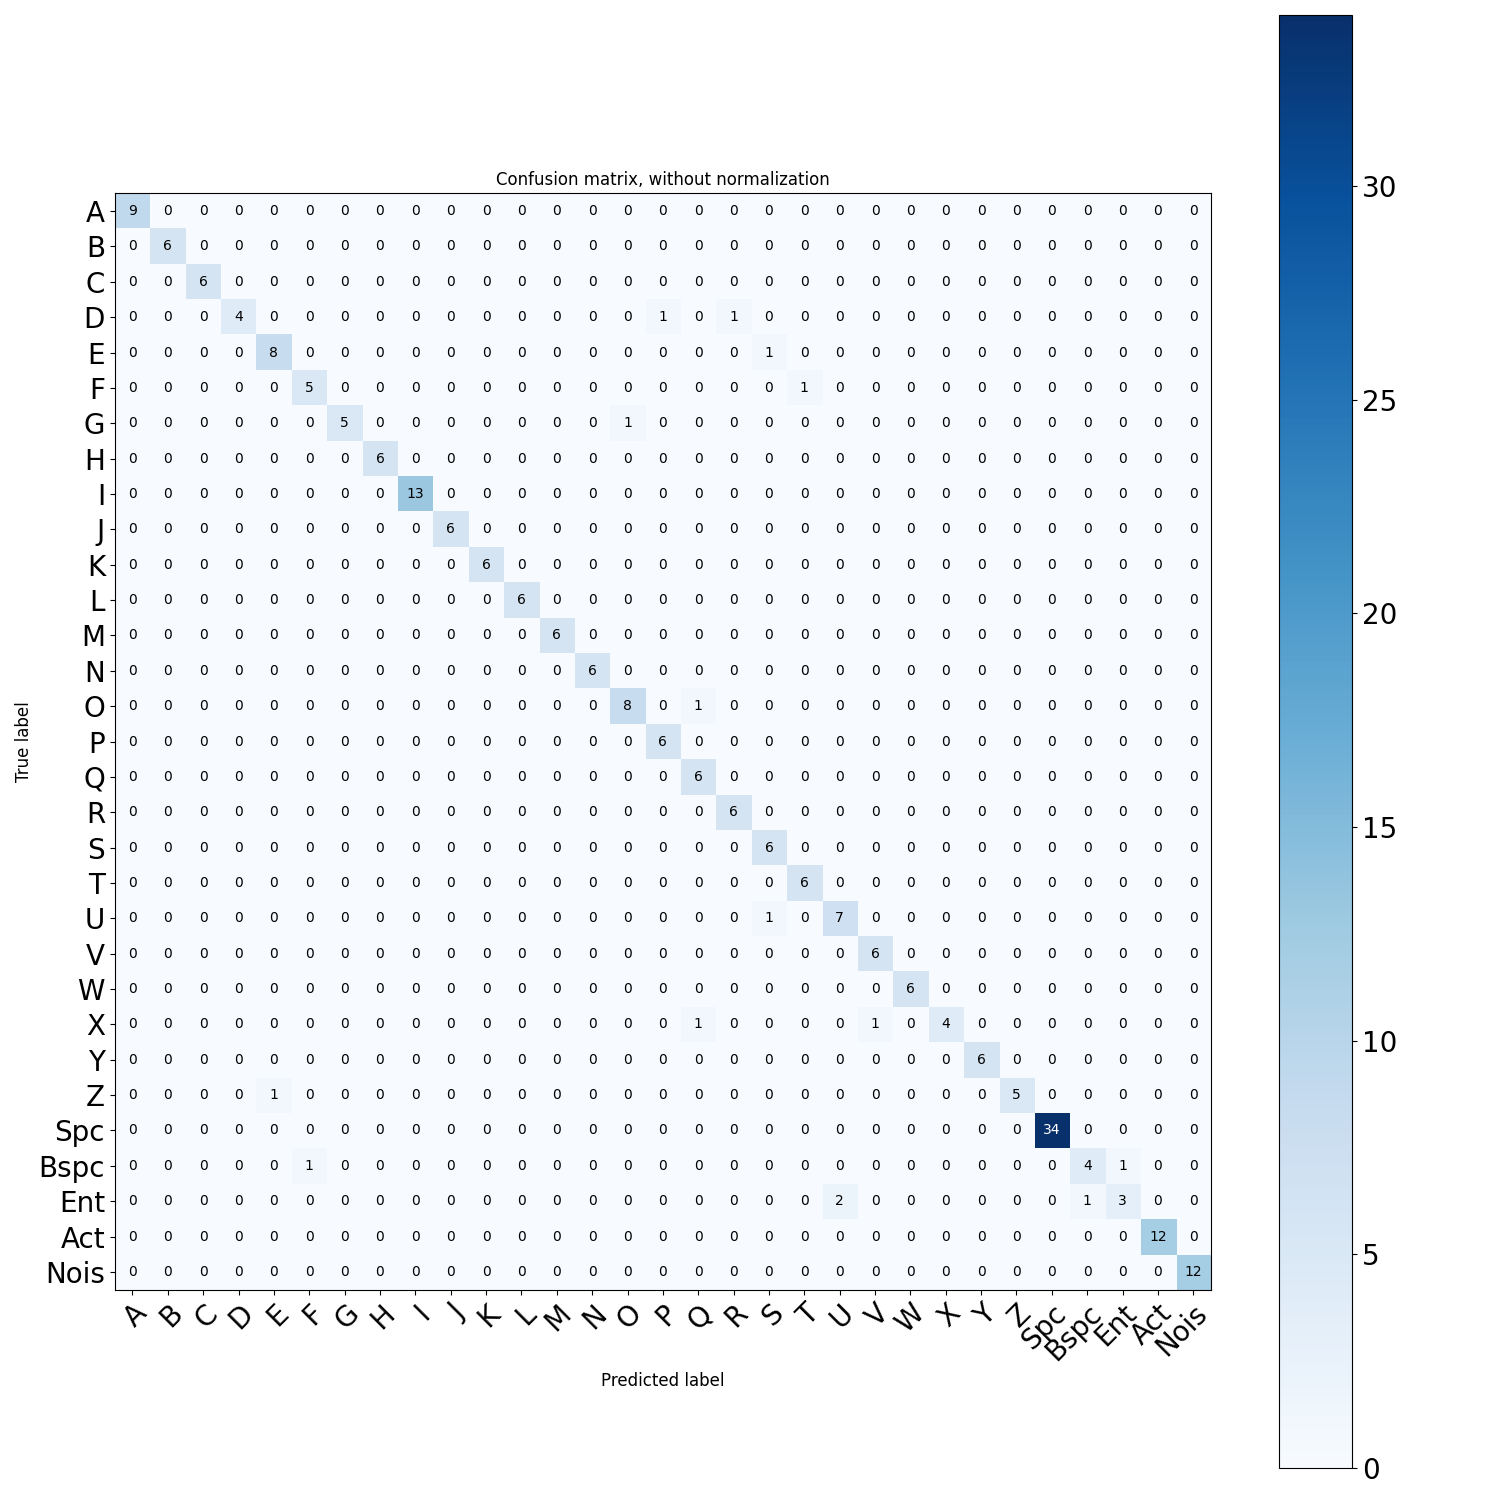 Confusion matrix, without normalization
A 9 0 0 0 0 0 0 0 0 0 0 0 0 0 0 0 0 0 0 0 0 0 0 0 0 0 0 0 0 0 0
B 0 6 0 0 0 0 0 0 0 0 0 0 0 0 0 0 0 0 0 0 0 0 0 0 0 0 0 0 0 0 0
C 0 0 6 0 0 0 0 0 0 0 0 0 0 0 0 0 0 0 0 0 0 0 0 0 0 0 0 0 0 0 0
D 0 0 0 4 0 0 0 0 0 0 0 0 0 0 0 1 0 1 0 0 0 0 0 0 0 0 0 0 0 0 0
E 0 0 0 0 8 0 0 0 0 0 0 0 0 0 0 0 0 0 1 0 0 0 0 0 0 0 0 0 0 0 0
F 0 0 0 0 0 5 0 0 0 0 0 0 0 0 0 0 0 0 0 1 0 0 0 0 0 0 0 0 0 0 0
G 0 0 0 0 0 0 5 0 0 0 0 0 0 0 1 0 0 0 0 0 0 0 0 0 0 0 0 0 0 0 0
H 0 0 0 0 0 0 0 6 0 0 0 0 0 0 0 0 0 0 0 0 0 0 0 0 0 0 0 0 0 0 0
I 0 0 0 0 0 0 0 0 13 0 0 0 0 0 0 0 0 0 0 0 0 0 0 0 0 0 0 0 0 0 0
J 0 0 0 0 0 0 0 0 0 6 0 0 0 0 0 0 0 0 0 0 0 0 0 0 0 0 0 0 0 0 0
K 0 0 0 0 0 0 0 0 0 0 6 0 0 0 0 0 0 0 0 0 0 0 0 0 0 0 0 0 0 0 0
L 0 0 0 0 0 0 0 0 0 0 0 6 0 0 0 0 0 0 0 0 0 0 0 0 0 0 0 0 0 0 0
M 0 0 0 0 0 0 0 0 0 0 0 0 6 0 0 0 0 0 0 0 0 0 0 0 0 0 0 0 0 0 0
N 0 0 0 0 0 0 0 0 0 0 0 0 0 6 0 0 0 0 0 0 0 0 0 0 0 0 0 0 0 0 0
O 0 0 0 0 0 0 0 0 0 0 0 0 0 0 8 0 1 0 0 0 0 0 0 0 0 0 0 0 0 0 0
P 0 0 0 0 0 0 0 0 0 0 0 0 0 0 0 6 0 0 0 0 0 0 0 0 0 0 0 0 0 0 0
Q 0 0 0 0 0 0 0 0 0 0 0 0 0 0 0 0 6 0 0 0 0 0 0 0 0 0 0 0 0 0 0
R 0 0 0 0 0 0 0 0 0 0 0 0 0 0 0 0 0 6 0 0 0 0 0 0 0 0 0 0 0 0 0
S 0 0 0 0 0 0 0 0 0 0 0 0 0 0 0 0 0 0 6 0 0 0 0 0 0 0 0 0 0 0 0
T 0 0 0 0 0 0 0 0 0 0 0 0 0 0 0 0 0 0 0 6 0 0 0 0 0 0 0 0 0 0 0
U 0 0 0 0 0 0 0 0 0 0 0 0 0 0 0 0 0 0 1 0 7 0 0 0 0 0 0 0 0 0 0
V 0 0 0 0 0 0 0 0 0 0 0 0 0 0 0 0 0 0 0 0 0 6 0 0 0 0 0 0 0 0 0
W 0 0 0 0 0 0 0 0 0 0 0 0 0 0 0 0 0 0 0 0 0 0 6 0 0 0 0 0 0 0 0
X 0 0 0 0 0 0 0 0 0 0 0 0 0 0 0 0 1 0 0 0 0 1 0 4 0 0 0 0 0 0 0
Y 0 0 0 0 0 0 0 0 0 0 0 0 0 0 0 0 0 0 0 0 0 0 0 0 6 0 0 0 0 0 0
Z 0 0 0 0 1 0 0 0 0 0 0 0 0 0 0 0 0 0 0 0 0 0 0 0 0 5 0 0 0 0 0
Spc 0 0 0 0 0 0 0 0 0 0 0 0 0 0 0 0 0 0 0 0 0 0 0 0 0 0 34 0 0 0 0
Bspc 0 0 0 0 0 1 0 0 0 0 0 0 0 0 0 0 0 0 0 0 0 0 0 0 0 0 0 4 1 0 0
Ent 0 0 0 0 0 0 0 0 0 0 0 0 0 0 0 0 0 0 0 0 2 0 0 0 0 0 0 1 3 0 0
Act 0 0 0 0 0 0 0 0 0 0 0 0 0 0 0 0 0 0 0 0 0 0 0 0 0 0 0 0 0 12 0
Nois 0 0 0 0 0 0 0 0 0 0 0 0 0 0 0 0 0 0 0 0 0 0 0 0 0 0 0 0 0 0 12
A B C D E F G H I J K L M N O P Q R S T U V W X Y Z Spc Bspc Ent Act Nois
Predicted label
True label
30
25
20
15
10
5
0